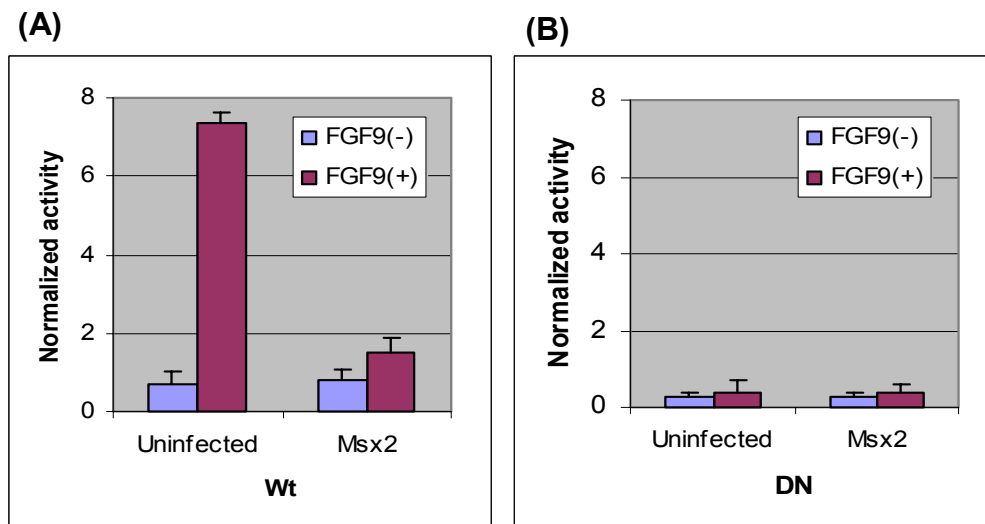 (A)
Normalized activity
8
6
4
2
0
FGF9(-)
FGF9(+)
Uninfected Msx2
Wt
(B)
Normalized activity
8
6
4
2
0
FGF9(-)
FGF9(+)
Uninfected Msx2
DN